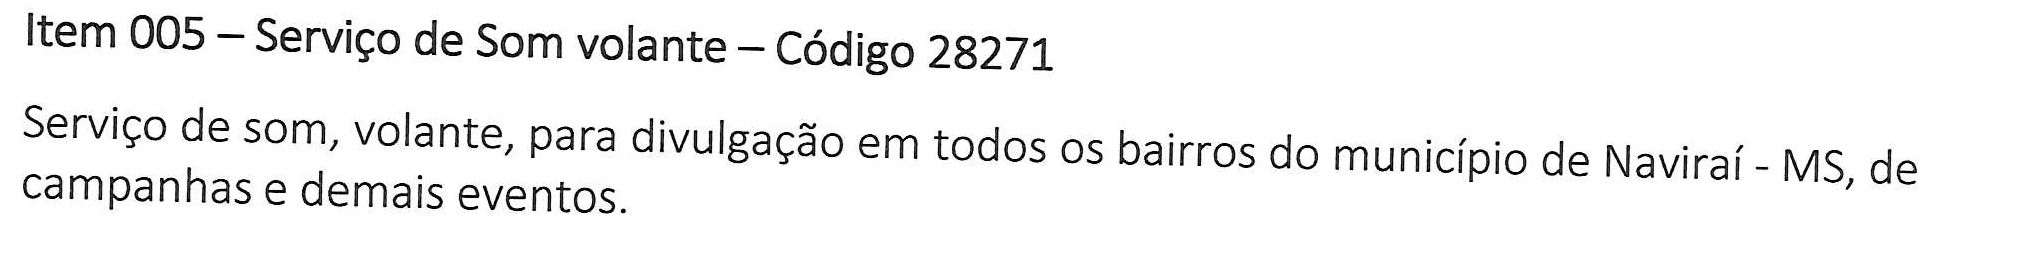 Item 005 – Serviço de Som volante – Código 28271
Serviço de som, volante, para divulgação em todos os bairros do município de Naviraí - MS, de
campanhas e demais eventos.